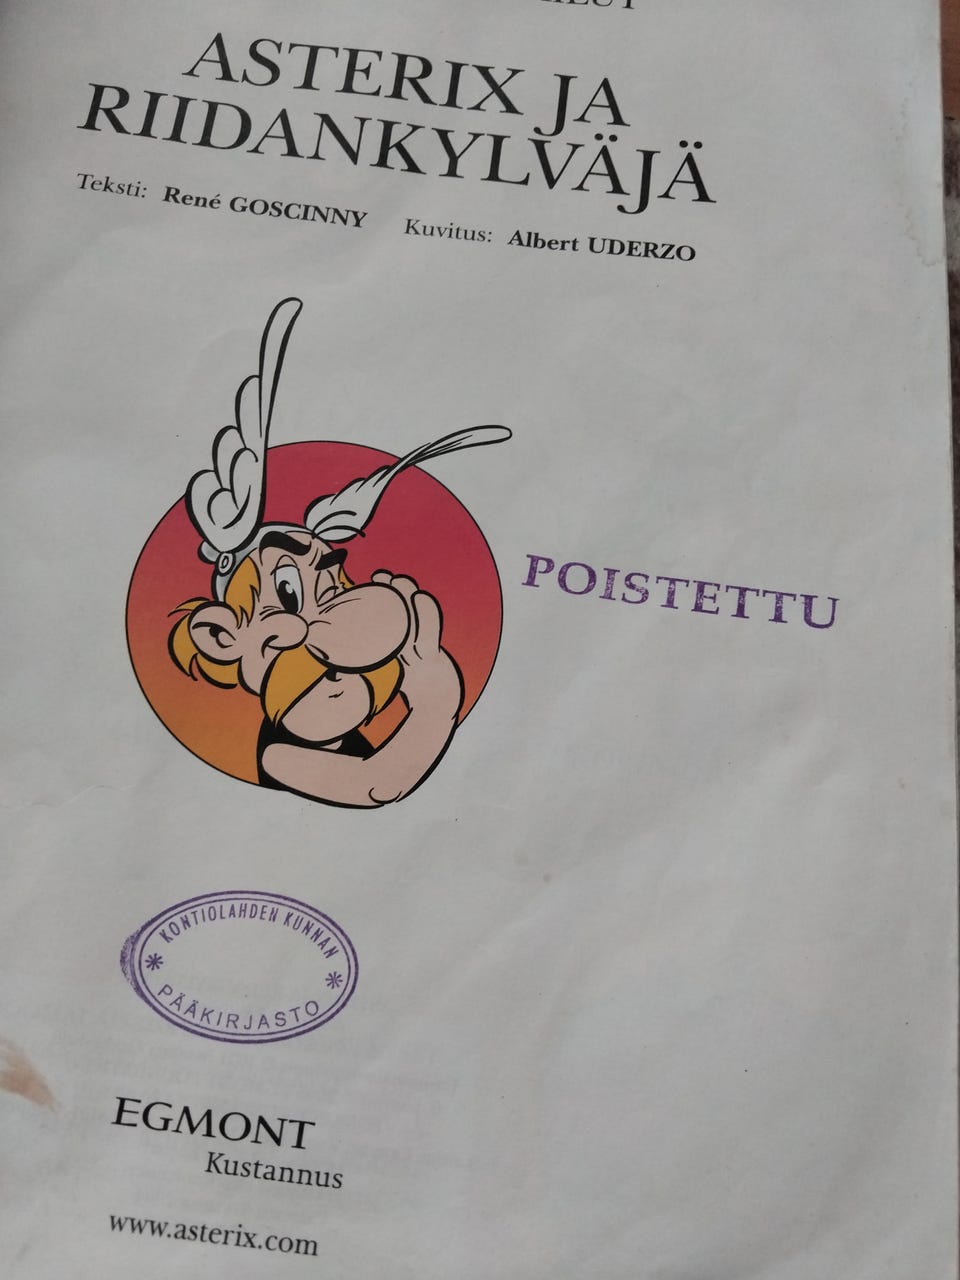 ASTERIX JA
RIIDANKYLVÄJÄ
Teksti: René GOSCINNY Kuvitus: Albert UDERZO
POISTETTU
KONTIOLAHDEN KUNNAN
* *
PÄÄKIRJASTO
EGMONT
Kustannus
www.asterix.com